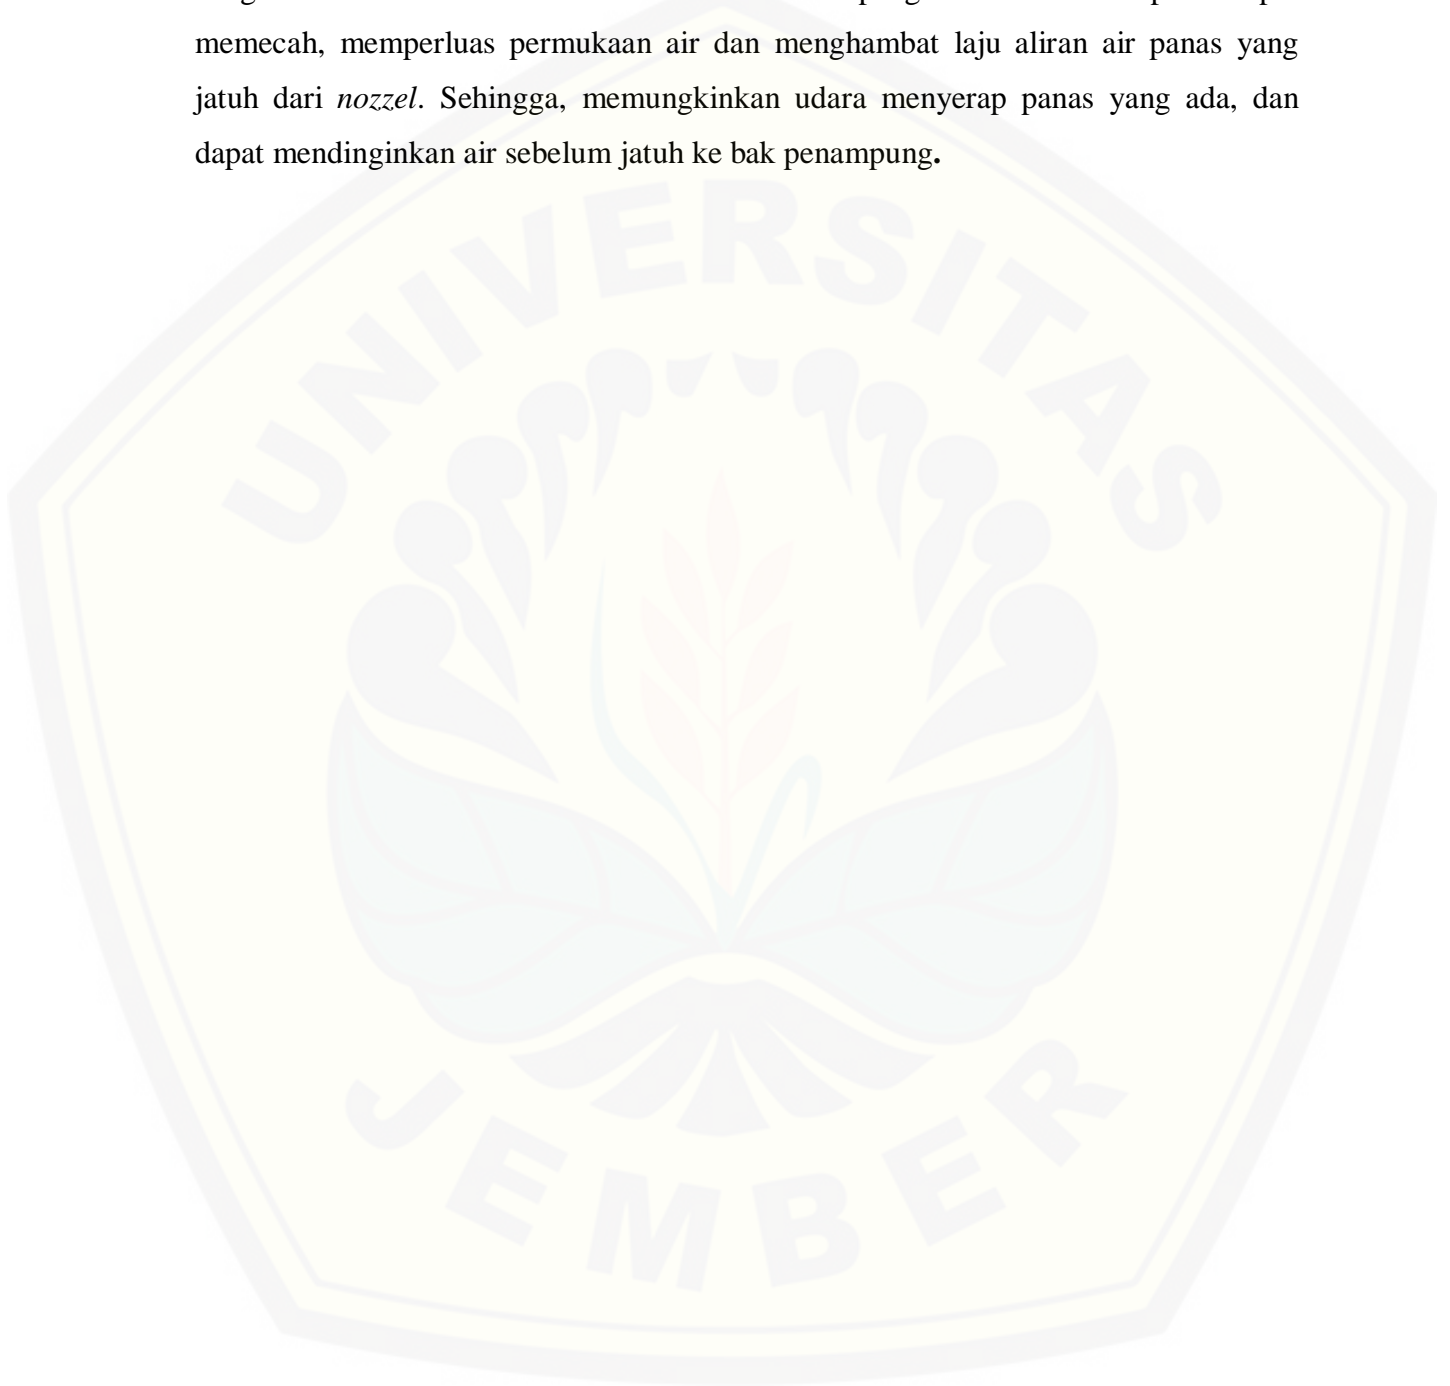 memecah, memperluas permukaan air dan menghambat laju aliran air panas yang
jatuh dari nozzel. Sehingga, memungkinkan udara menyerap panas yang ada, dan
dapat mendinginkan air sebelum jatuh ke bak penampung.
UNIVERSITAS
JEMBER